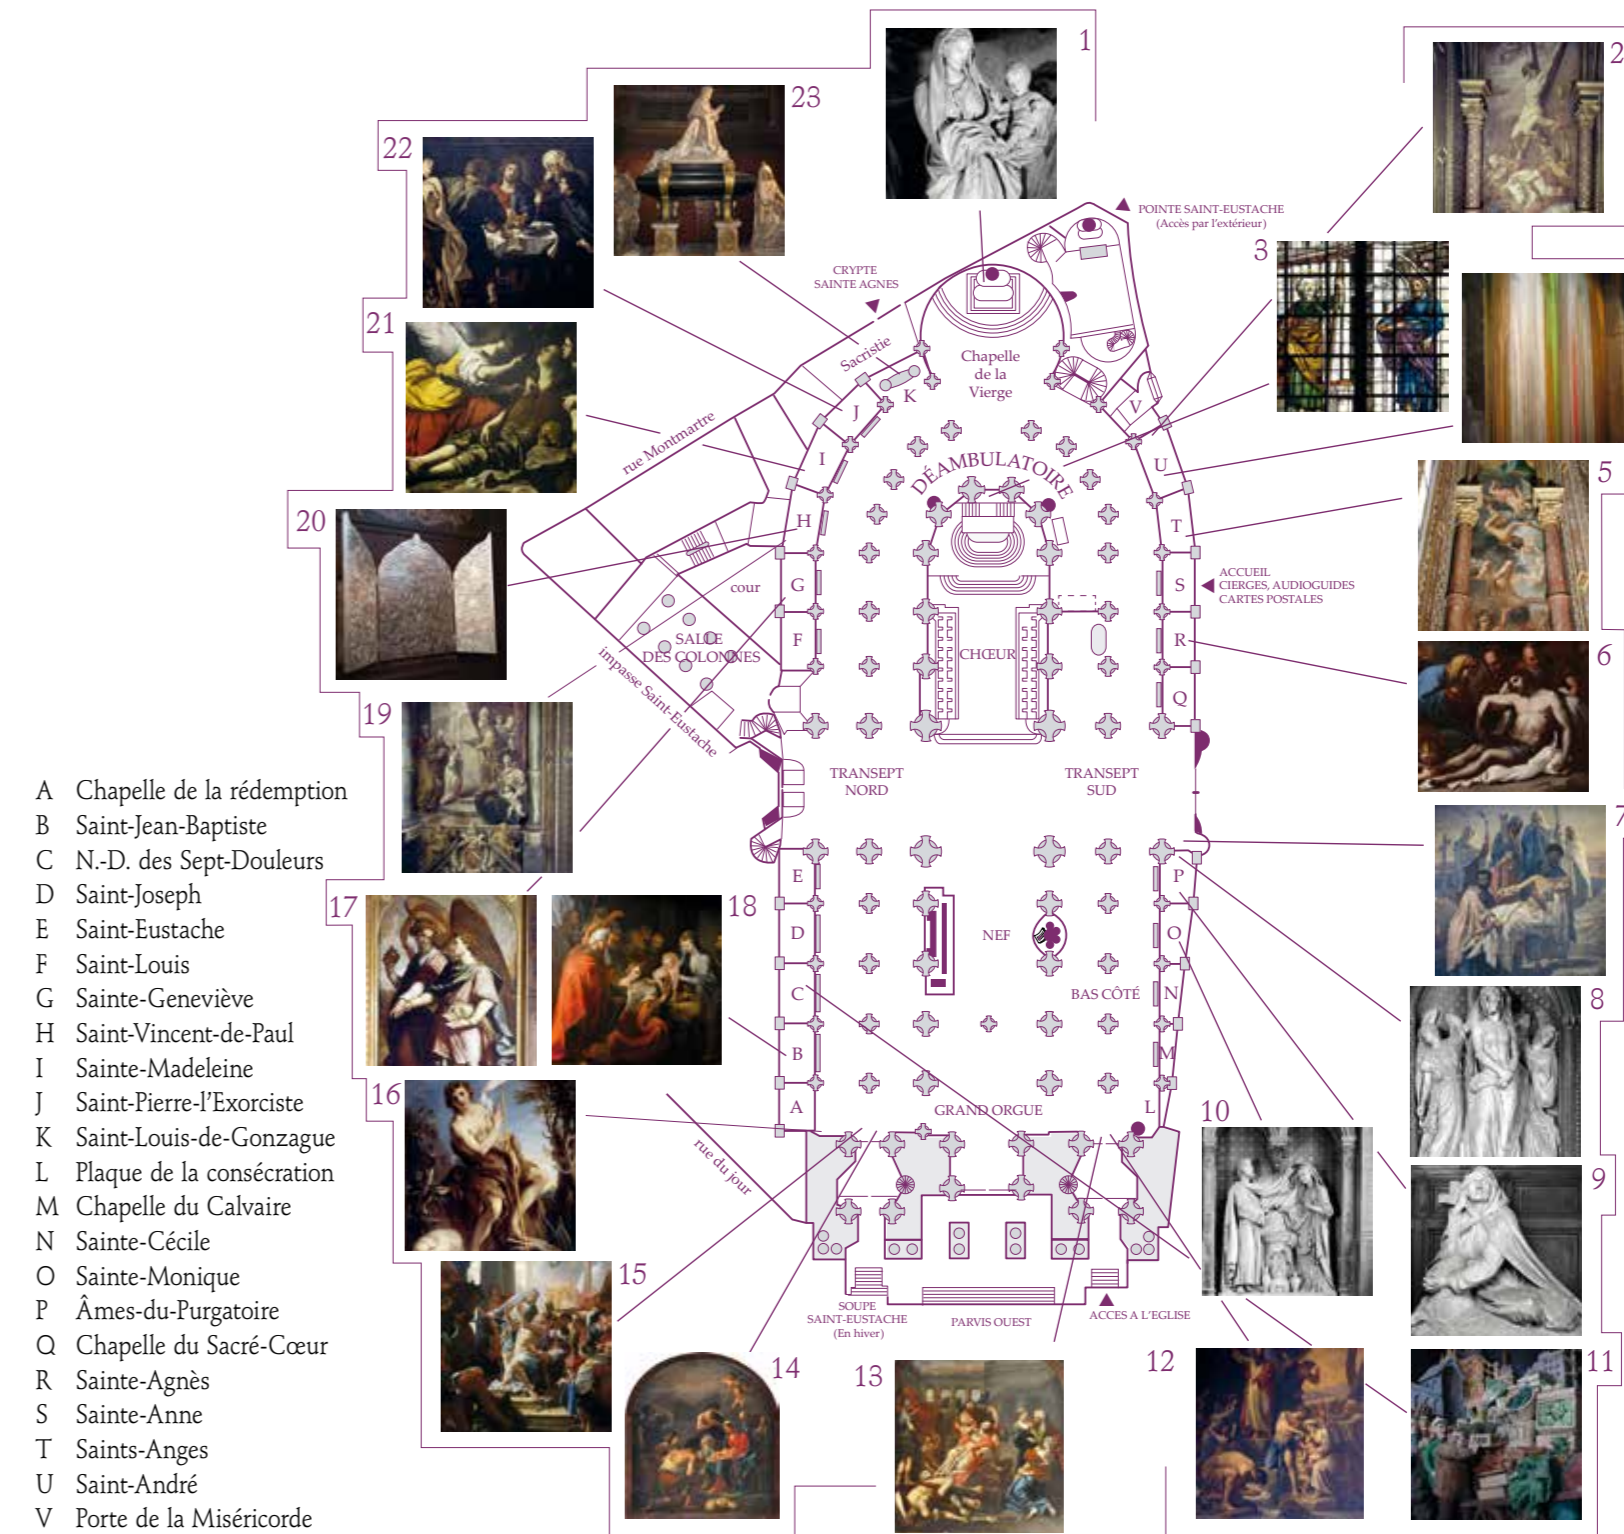 1
2
23
22
POINTE SAINT-EUSTACHE
(Accès par l'extérieur)
3
CRYPTE
SAINTE AGNES
21
Sacristie
Chapelle
de la
Vierge
K
J
V
rue Montmartre
I
U
DÉAMBULATOIRE
5
20
H
T
cour
G
S
ACCUEIL
CIERGES, AUDIOGUIDES
CARTES POSTALES
SALLE
DES COLONNES
F
CHŒUR
R
6
impasse Saint-Eustache
Q
19
TRANSEPT
NORD
TRANSEPT
SUD
7
E
P
17
18
D
NEF
O
C
BAS CÔTÉ
N
8
B
M
16
A
GRAND ORGUE
L
10
rue du jour
9
15
SOUPE
SAINT-EUSTACHE
(En hiver)
PARVIS OUEST
ACCES A L'EGLISE
14
13
12
11
A Chapelle de la rédemption
B Saint-Jean-Baptiste
C N.-D. des Sept-Douleurs
D Saint-Joseph
E Saint-Eustache
F Saint-Louis
G Sainte-Geneviève
H Saint-Vincent-de-Paul
I Sainte-Madeleine
J Saint-Pierre-l'Exorciste
K Saint-Louis-de-Gonzague
L Plaque de la consécration
M Chapelle du Calvaire
N Sainte-Cécile
O Sainte-Monique
P Âmes-du-Purgatoire
Q Chapelle du Sacré-Cœur
R Sainte-Agnès
S Sainte-Anne
T Saints-Anges
U Saint-André
V Porte de la Miséricorde